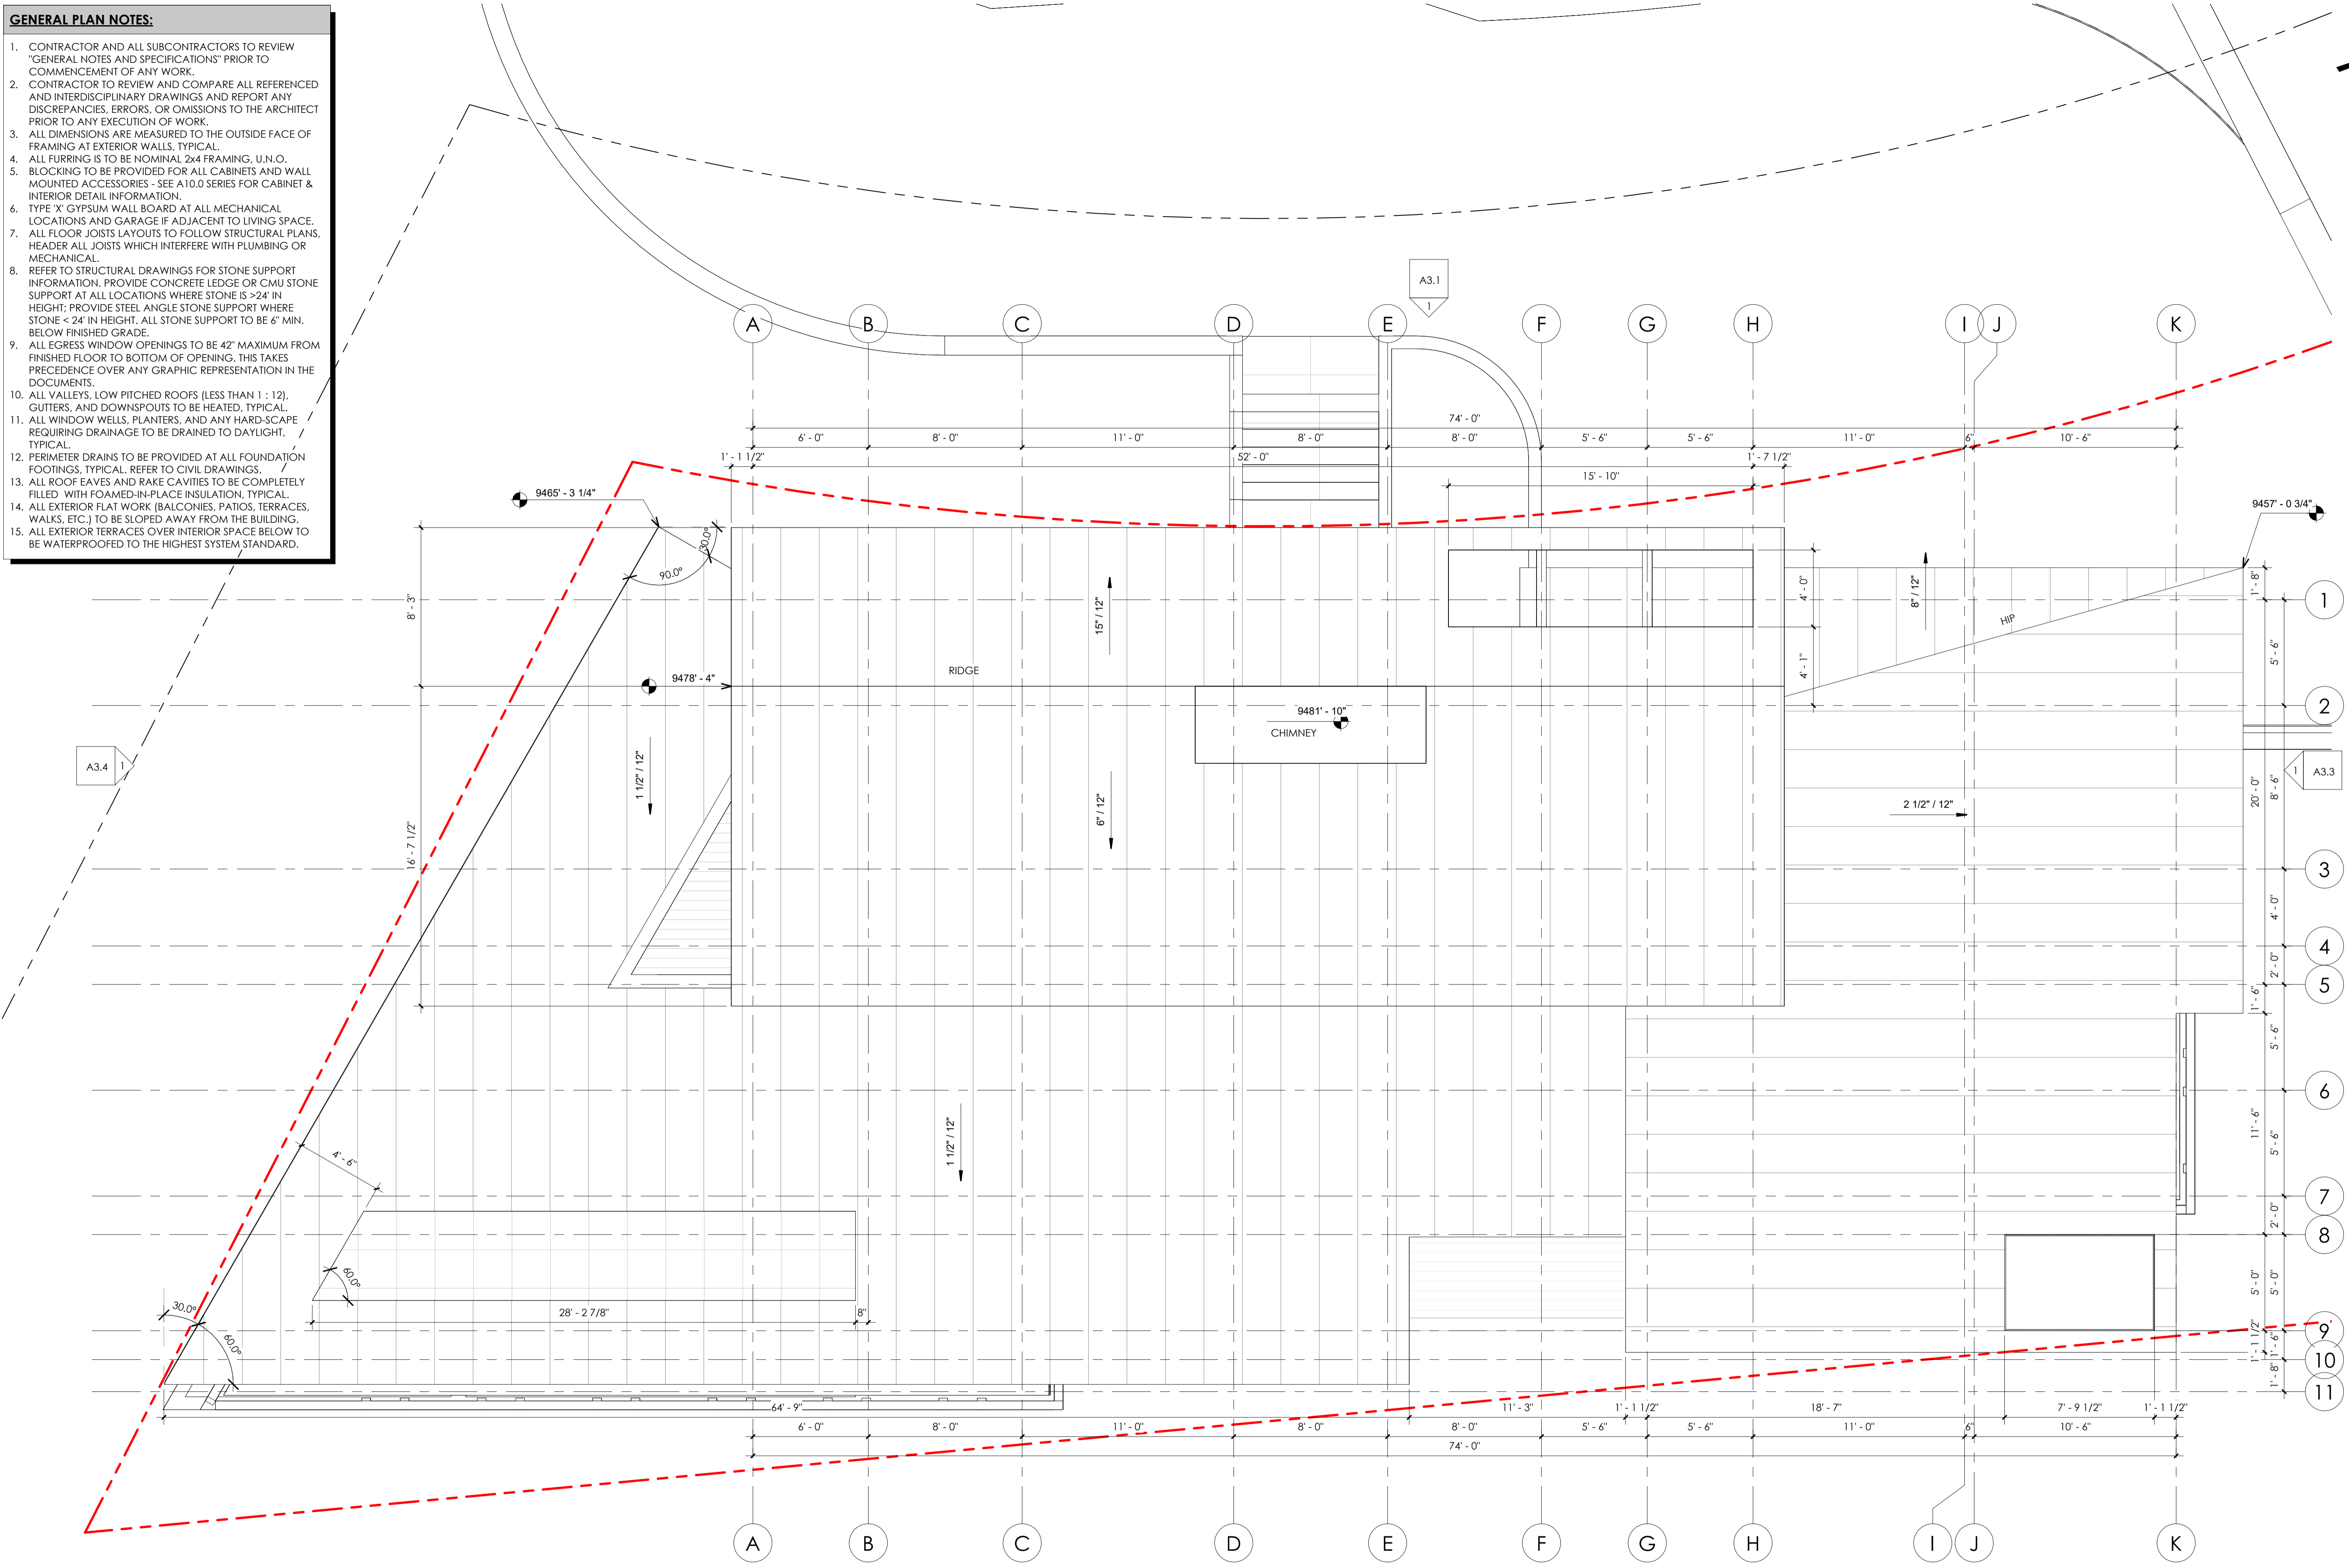 GENERAL PLAN NOTES:
1. CONTRACTOR AND ALL SUBCONTRACTORS TO REVIEW
"GENERAL NOTES AND SPECIFICATIONS" PRIOR TO
COMMENCEMENT OF ANY WORK.
2. CONTRACTOR TO REVIEW AND COMPARE ALL REFERENCED
AND INTERDISCIPLINARY DRAWINGS AND REPORT ANY
DISCREPANCIES, ERRORS, OR OMISSIONS TO THE ARCHITECT
PRIOR TO ANY EXECUTION OF WORK.
3. ALL DIMENSIONS ARE MEASURED TO THE OUTSIDE FACE OF
FRAMING AT EXTERIOR WALLS, TYPICAL.
4. ALL FURRING IS TO BE NOMINAL 2x4 FRAMING, U.N.O.
5. BLOCKING TO BE PROVIDED FOR ALL CABINETS AND WALL
MOUNTED ACCESSORIES - SEE A10.0 SERIES FOR CABINET &
INTERIOR DETAIL INFORMATION.
6. TYPE 'X' GYPSUM WALL BOARD AT ALL MECHANICAL
LOCATIONS AND GARAGE IF ADJACENT TO LIVING SPACE.
7. ALL FLOOR JOISTS LAYOUTS TO FOLLOW STRUCTURAL PLANS,
HEADER ALL JOISTS WHICH INTERFERE WITH PLUMBING OR
MECHANICAL.
8. REFER TO STRUCTURAL DRAWINGS FOR STONE SUPPORT
INFORMATION. PROVIDE CONCRETE LEDGE OR CMU STONE
SUPPORT AT ALL LOCATIONS WHERE STONE IS >24' IN
HEIGHT; PROVIDE STEEL ANGLE STONE SUPPORT WHERE
STONE < 24' IN HEIGHT. ALL STONE SUPPORT TO BE 6" MIN.
BELOW FINISHED GRADE.
9. ALL EGRESS WINDOW OPENINGS TO BE 42" MAXIMUM FROM
FINISHED FLOOR TO BOTTOM OF OPENING. THIS TAKES
PRECEDENCE OVER ANY GRAPHIC REPRESENTATION IN THE
DOCUMENTS.
10. ALL VALLEYS, LOW PITCHED ROOFS (LESS THAN 1 : 12),
GUTTERS, AND DOWNSPOUTS TO BE HEATED, TYPICAL.
11. ALL WINDOW WELLS, PLANTERS, AND ANY HARD-SCAPE
REQUIRING DRAINAGE TO BE DRAINED TO DAYLIGHT,
TYPICAL.
12. PERIMETER DRAINS TO BE PROVIDED AT ALL FOUNDATION
FOOTINGS, TYPICAL. REFER TO CIVIL DRAWINGS.
13. ALL ROOF EAVES AND RAKE CAVITIES TO BE COMPLETELY
FILLED WITH FOAMED-IN-PLACE INSULATION, TYPICAL.
14. ALL EXTERIOR FLAT WORK (BALCONIES, PATIOS, TERRACES,
WALKS, ETC.) TO BE SLOPED AWAY FROM THE BUILDING.
15. ALL EXTERIOR TERRACES OVER INTERIOR SPACE BELOW TO
BE WATERPROOFED TO THE HIGHEST SYSTEM STANDARD.
A3.1
1
A B C D E F G H I J K
74' - 0"
6' - 0" 8' - 0" 11' - 0" 8' - 0" 8' - 0" 5' - 6" 5' - 6" 11' - 0" 6" 10' - 6"
1' - 1 1/2" 52' - 0" 1' - 7 1/2"
15' - 10"
9465' - 3 1/4"
9457' - 0 3/4"
30.0°
90.0°
8' - 3"
15" / 12"
4' - 0"
8" / 12"
HIP
1' - 8"
1
5' - 6"
RIDGE
4' - 1"
9478' - 4"
9481' - 10"
CHIMNEY
2
A3.4 1
1 A3.3
1 1/2" / 12"
6" / 12"
2 1/2" / 12"
20' - 0"
8' - 6"
16' - 7 1/2"
3
4' - 0"
4
2' - 0"
5
1' - 6"
5' - 6"
6
1 1/2" / 12"
11' - 6"
5' - 6"
4' - 6"
7
2' - 0"
8
60.0°
5' - 0" 5' - 0"
30.0°
28' - 2 7/8" 8"
60.0°
9
1' - 1 1/2" 1' - 6"
10
1' - 8"
11
64' - 9" 11' - 3" 1' - 1 1/2" 18' - 7" 7' - 9 1/2" 1' - 1 1/2"
6' - 0" 8' - 0" 11' - 0" 8' - 0" 8' - 0" 5' - 6" 5' - 6" 11' - 0" 6" 10' - 6"
74' - 0"
A B C D E F G H I J K